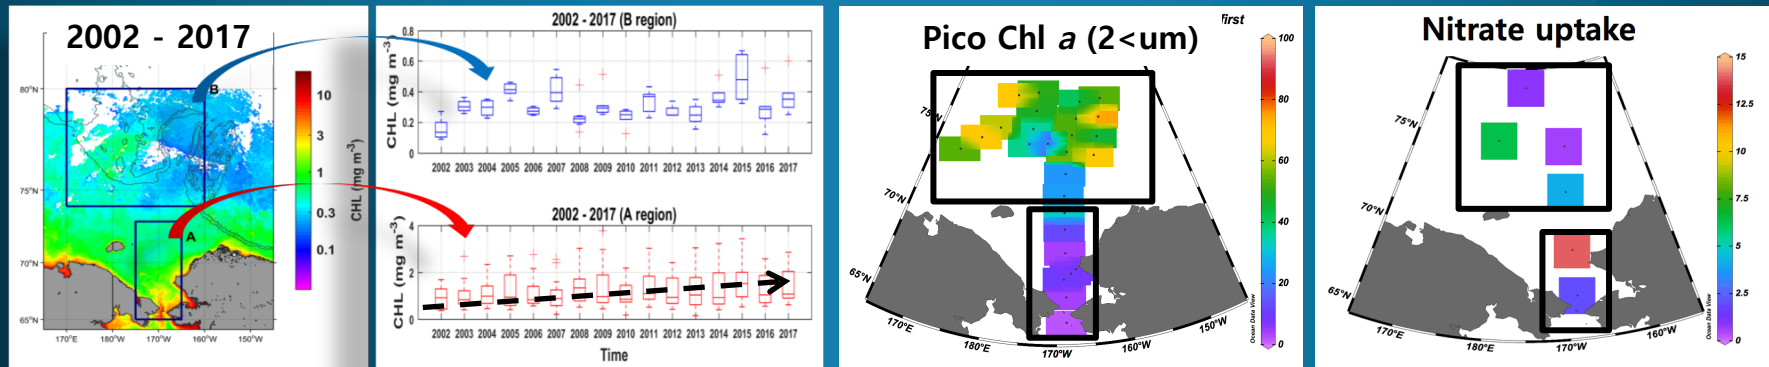 2002 - 2017
B
A
80°N
75°N
70°N
65°N
170°E
180°W
170°W
160°W
150°W
10
3
1
0.3
0.1
CHL (mg m⁻³)
2002 - 2017 (B region)
CHL (mg m⁻³)
0.8
0.6
0.4
0.2
0
2002 2003 2004 2005 2006 2007 2008 2009 2010 2011 2012 2013 2014 2015 2016 2017
2002 - 2017 (A region)
CHL (mg m⁻³)
4
2
0
2002 2003 2004 2005 2006 2007 2008 2009 2010 2011 2012 2013 2014 2015 2016 2017
Time
Pico Chl a (2<um)
first
75°N
70°N
65°N
170°E
180°E
170°W
160°W
150°W
100
80
60
40
20
0
Ocean Data View
Nitrate uptake
75°N
70°N
65°N
170°E
180°E
170°W
160°W
15
12.5
10
7.5
5
2.5
0
Ocean Data View